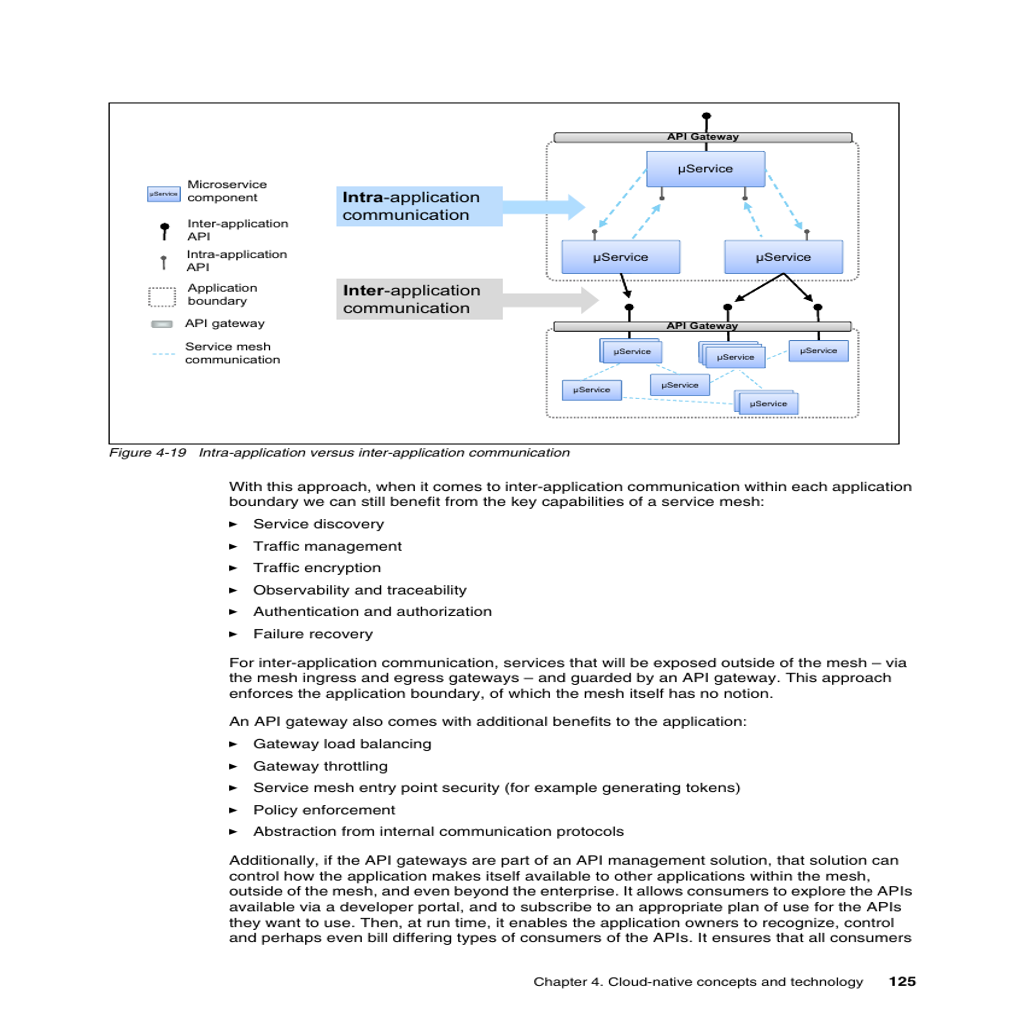 API Gateway
µService
µService
Microservice
component
Inter-application
API
Intra-application
API
Application
boundary
API gateway
Service mesh
communication
Intra-application
communication
Inter-application
communication
µService
µService
API Gateway
µService
µService
µService
µService
µService
µService
Figure 4-19   Intra-application versus inter-application communication
With this approach, when it comes to inter-application communication within each application
boundary we can still benefit from the key capabilities of a service mesh:
► Service discovery
► Traffic management
► Traffic encryption
► Observability and traceability
► Authentication and authorization
► Failure recovery
For inter-application communication, services that will be exposed outside of the mesh – via
the mesh ingress and egress gateways – and guarded by an API gateway. This approach
enforces the application boundary, of which the mesh itself has no notion.
An API gateway also comes with additional benefits to the application:
► Gateway load balancing
► Gateway throttling
► Service mesh entry point security (for example generating tokens)
► Policy enforcement
► Abstraction from internal communication protocols
Additionally, if the API gateways are part of an API management solution, that solution can
control how the application makes itself available to other applications within the mesh,
outside of the mesh, and even beyond the enterprise. It allows consumers to explore the APIs
available via a developer portal, and to subscribe to an appropriate plan of use for the APIs
they want to use. Then, at run time, it enables the application owners to recognize, control
and perhaps even bill differing types of consumers of the APIs. It ensures that all consumers
Chapter 4. Cloud-native concepts and technology   125